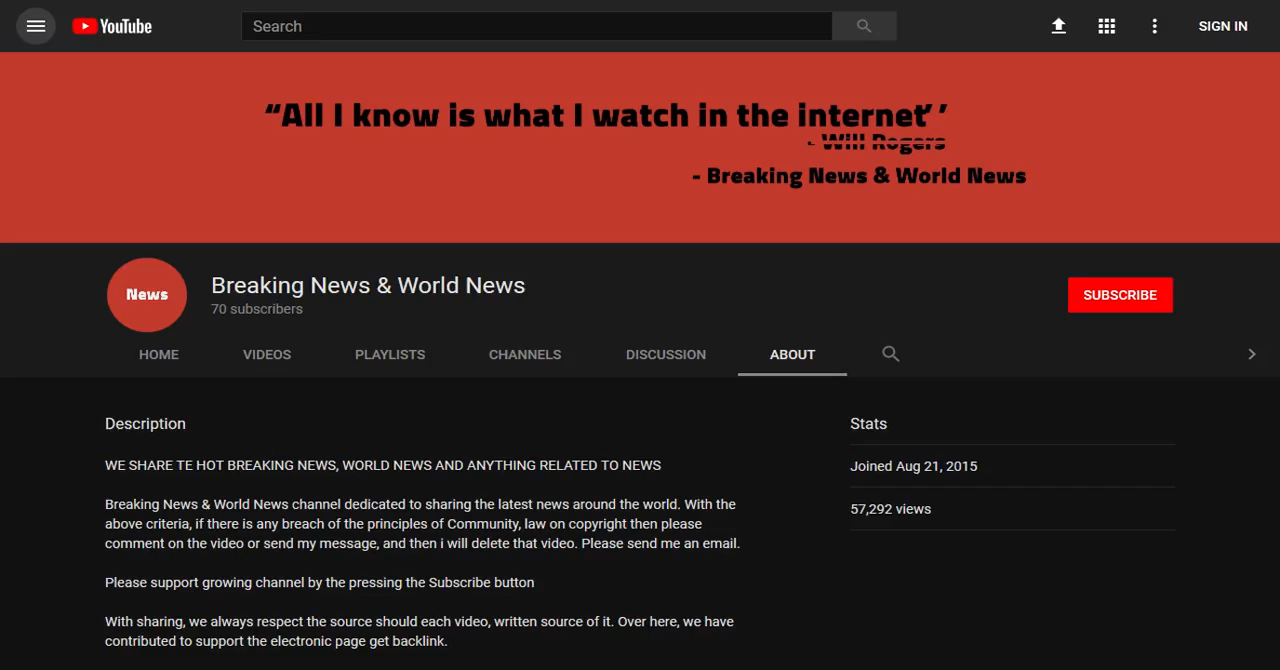 YouTube
Search
SIGN IN
“All I know is what I watch in the internet’’
- Will Rogers
- Breaking News & World News
News
Breaking News & World News
70 subscribers
SUBSCRIBE
HOME VIDEOS PLAYLISTS CHANNELS DISCUSSION ABOUT
Description
Stats
WE SHARE TE HOT BREAKING NEWS, WORLD NEWS AND ANYTHING RELATED TO NEWS
Joined Aug 21, 2015
Breaking News & World News channel dedicated to sharing the latest news around the world. With the
57,292 views
above criteria, if there is any breach of the principles of Community, law on copyright then please
comment on the video or send my message, and then i will delete that video. Please send me an email.
Please support growing channel by the pressing the Subscribe button
With sharing, we always respect the source should each video, written source of it. Over here, we have
contributed to support the electronic page get backlink.